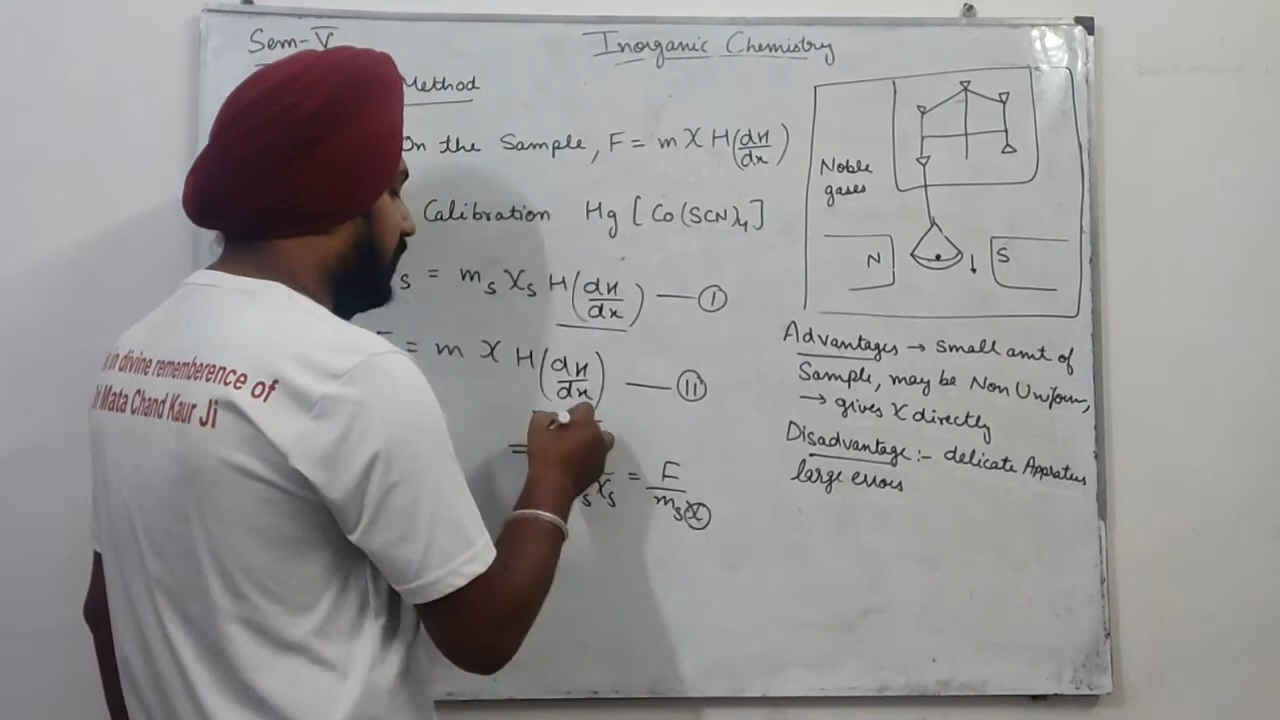 Sem-V
Inorganic Chemistry
Method
On the Sample, F = m χ H(dH/dx)
Calibration Hg [Co(SCN)4]
s = ms χs H(dH/dx) — I
= m χ H(dH/dx) — II
=
s χs = F/ms χ
Noble
gases
N
S
Advantages → small amt of
Sample, may be Non Uniform,
→ gives χ directly
Disadvantage :- delicate Apparatus
large errors
in divine rememberence of
Mata Chand Kaur Ji